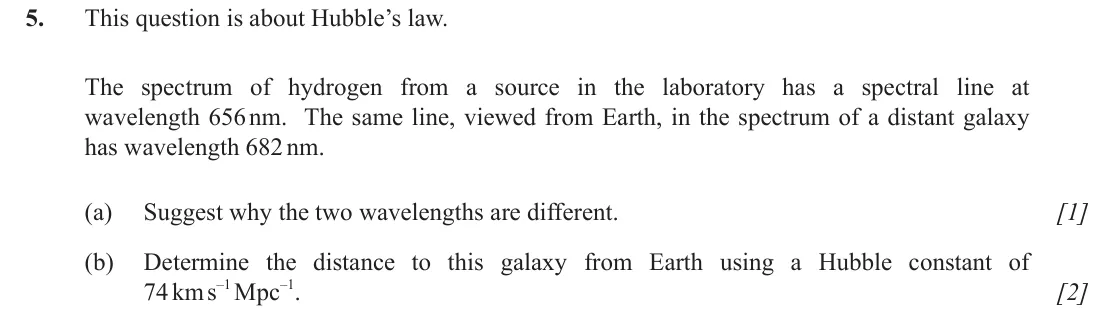 5. This question is about Hubble’s law.
The spectrum of hydrogen from a source in the laboratory has a spectral line at
wavelength 656 nm. The same line, viewed from Earth, in the spectrum of a distant galaxy
has wavelength 682 nm.
(a) Suggest why the two wavelengths are different. [1]
(b) Determine the distance to this galaxy from Earth using a Hubble constant of
74 km s⁻¹ Mpc⁻¹. [2]